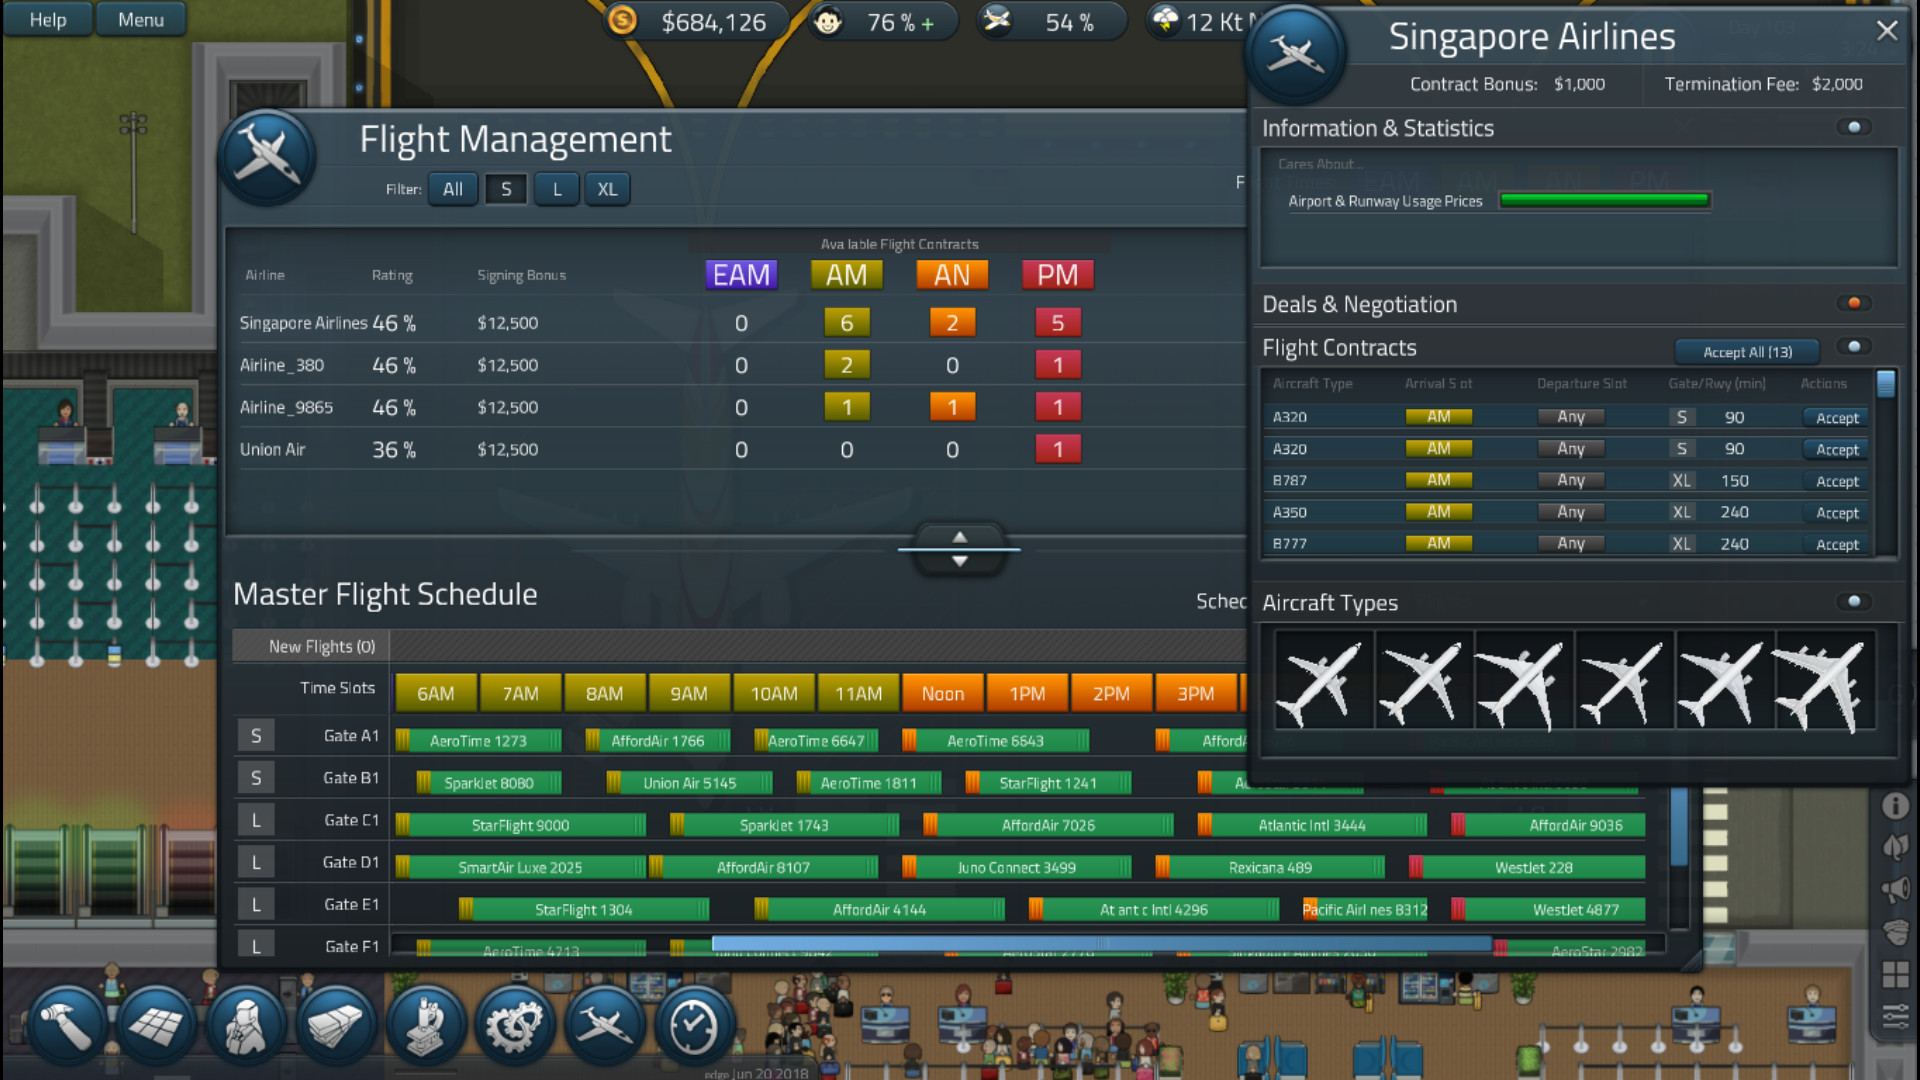 Help Menu $684,126 76 % + 54 % 12 Kt
Singapore Airlines
Contract Bonus: $1,000 Termination Fee: $2,000
Information & Statistics
Cares About...
Airport & Runway Usage Prices
Deals & Negotiation
Flight Contracts Accept All (13)
Aircraft Type Arrival Slot Departure Slot Gate/Rwy (min) Actions
A320 AM Any S 90 Accept
A320 AM Any S 90 Accept
B787 AM Any XL 150 Accept
A350 AM Any XL 240 Accept
B777 AM Any XL 240 Accept
Aircraft Types
Flight Management
Filter: All S L XL
Available Flight Contracts
Airline Rating Signing Bonus EAM AM AN PM
Singapore Airlines 46 % $12,500 0 6 2 5
Airline_380 46 % $12,500 0 2 0 1
Airline_9865 46 % $12,500 0 1 1 1
Union Air 36 % $12,500 0 0 0 1
Master Flight Schedule Sched
New Flights (0)
Time Slots 6AM 7AM 8AM 9AM 10AM 11AM Noon 1PM 2PM 3PM
S Gate A1 AeroTime 1273 AffordAir 1766 AeroTime 6647 AeroTime 6643 AffordA
S Gate B1 SparkJet 8080 Union Air 5145 AeroTime 1811 StarFlight 1241
L Gate C1 StarFlight 9000 SparkJet 1743 AffordAir 7026 Atlantic Intl 3444 AffordAir 9036
L Gate D1 SmartAir Luxe 2025 AffordAir 8107 Juno Connect 3499 Rexicana 489 WestJet 228
L Gate E1 StarFlight 1304 AffordAir 4144 Atlantic Intl 4296 Pacific Airlines 8312 WestJet 4877
L Gate F1 AeroTime 4213 AeroStar 2982
edge Jun 20 2018